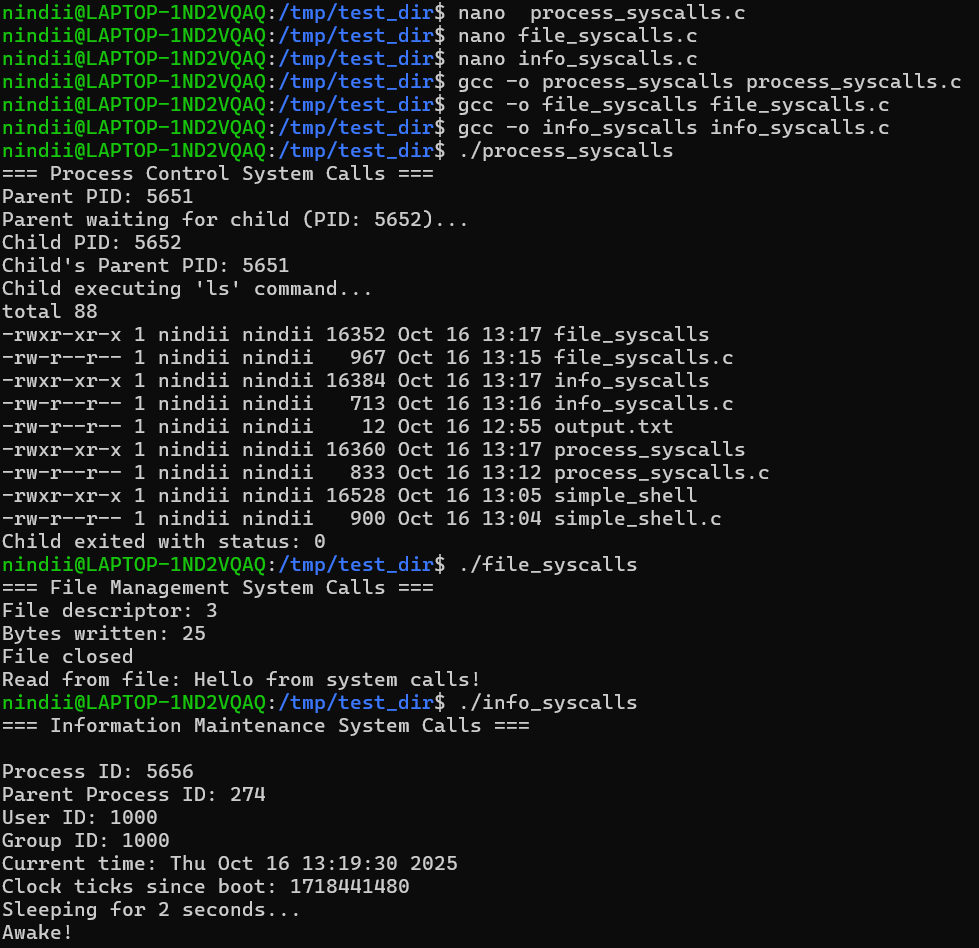 nindii@LAPTOP-1ND2VQAQ:/tmp/test_dir$ nano  process_syscalls.c
nindii@LAPTOP-1ND2VQAQ:/tmp/test_dir$ nano file_syscalls.c
nindii@LAPTOP-1ND2VQAQ:/tmp/test_dir$ nano info_syscalls.c
nindii@LAPTOP-1ND2VQAQ:/tmp/test_dir$ gcc -o process_syscalls process_syscalls.c
nindii@LAPTOP-1ND2VQAQ:/tmp/test_dir$ gcc -o file_syscalls file_syscalls.c
nindii@LAPTOP-1ND2VQAQ:/tmp/test_dir$ gcc -o info_syscalls info_syscalls.c
nindii@LAPTOP-1ND2VQAQ:/tmp/test_dir$ ./process_syscalls
=== Process Control System Calls ===
Parent PID: 5651
Parent waiting for child (PID: 5652)...
Child PID: 5652
Child's Parent PID: 5651
Child executing 'ls' command...
total 88
-rwxr-xr-x 1 nindii nindii 16352 Oct 16 13:17 file_syscalls
-rw-r--r-- 1 nindii nindii   967 Oct 16 13:15 file_syscalls.c
-rwxr-xr-x 1 nindii nindii 16384 Oct 16 13:17 info_syscalls
-rw-r--r-- 1 nindii nindii   713 Oct 16 13:16 info_syscalls.c
-rw-r--r-- 1 nindii nindii    12 Oct 16 12:55 output.txt
-rwxr-xr-x 1 nindii nindii 16360 Oct 16 13:17 process_syscalls
-rw-r--r-- 1 nindii nindii   833 Oct 16 13:12 process_syscalls.c
-rwxr-xr-x 1 nindii nindii 16528 Oct 16 13:05 simple_shell
-rw-r--r-- 1 nindii nindii   900 Oct 16 13:04 simple_shell.c
Child exited with status: 0
nindii@LAPTOP-1ND2VQAQ:/tmp/test_dir$ ./file_syscalls
=== File Management System Calls ===
File descriptor: 3
Bytes written: 25
File closed
Read from file: Hello from system calls!
nindii@LAPTOP-1ND2VQAQ:/tmp/test_dir$ ./info_syscalls
=== Information Maintenance System Calls ===

Process ID: 5656
Parent Process ID: 274
User ID: 1000
Group ID: 1000
Current time: Thu Oct 16 13:19:30 2025
Clock ticks since boot: 1718441480
Sleeping for 2 seconds...
Awake!